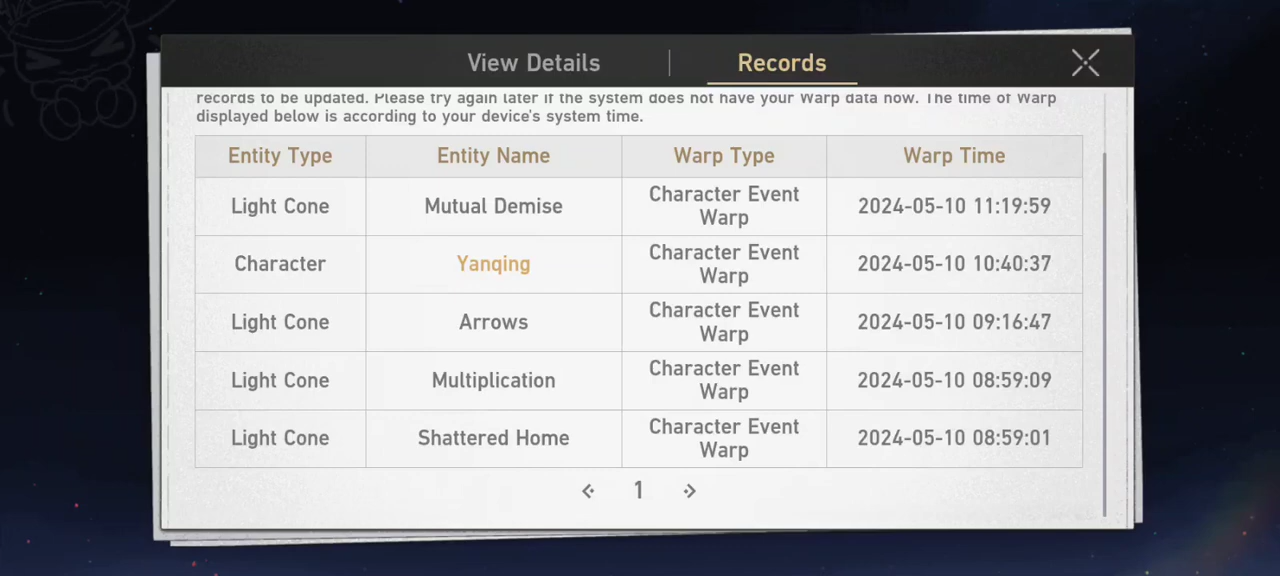 View Details
Records
records to be updated. Please try again later if the system does not have your Warp data now. The time of Warp
displayed below is according to your device's system time.
Entity Type Entity Name Warp Type Warp Time
Light Cone Mutual Demise Character Event Warp 2024-05-10 11:19:59
Character Yanqing Character Event Warp 2024-05-10 10:40:37
Light Cone Arrows Character Event Warp 2024-05-10 09:16:47
Light Cone Multiplication Character Event Warp 2024-05-10 08:59:09
Light Cone Shattered Home Character Event Warp 2024-05-10 08:59:01
1